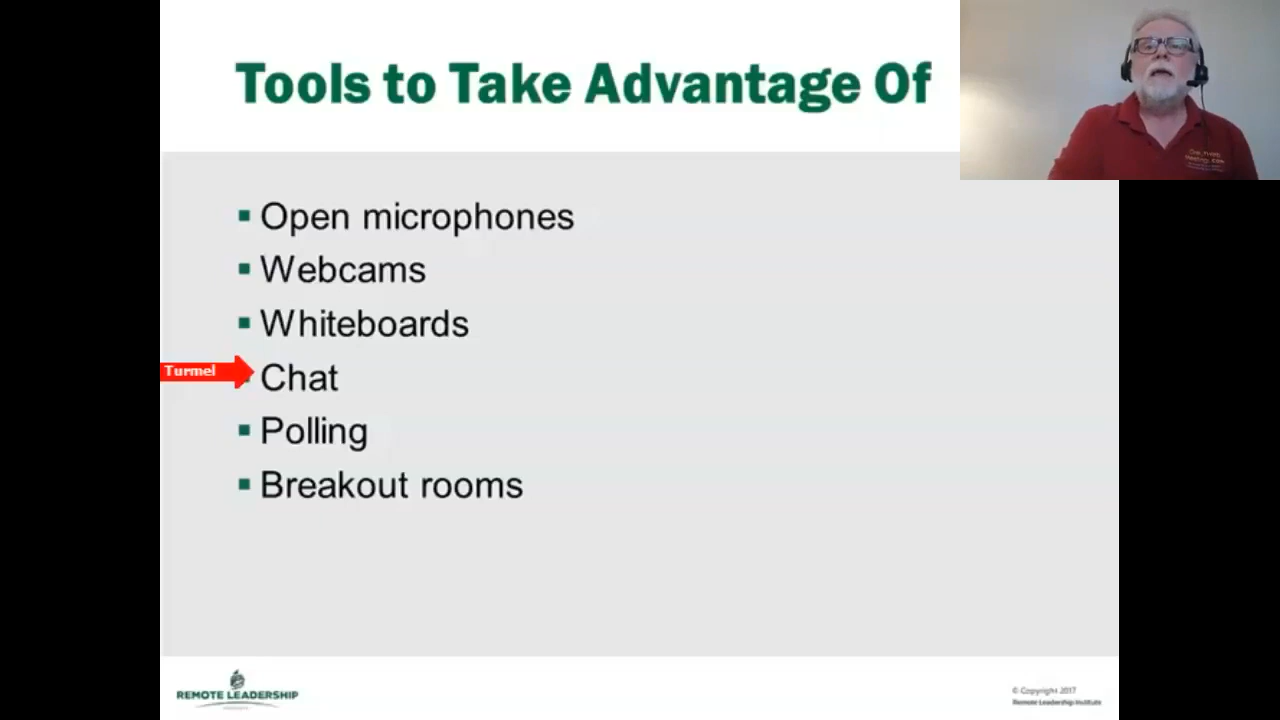 Tools to Take Advantage Of
Open microphones
Webcams
Whiteboards
Turmel
Chat
Polling
Breakout rooms
REMOTE LEADERSHIP
© Copyright 2017
Remote Leadership Institute